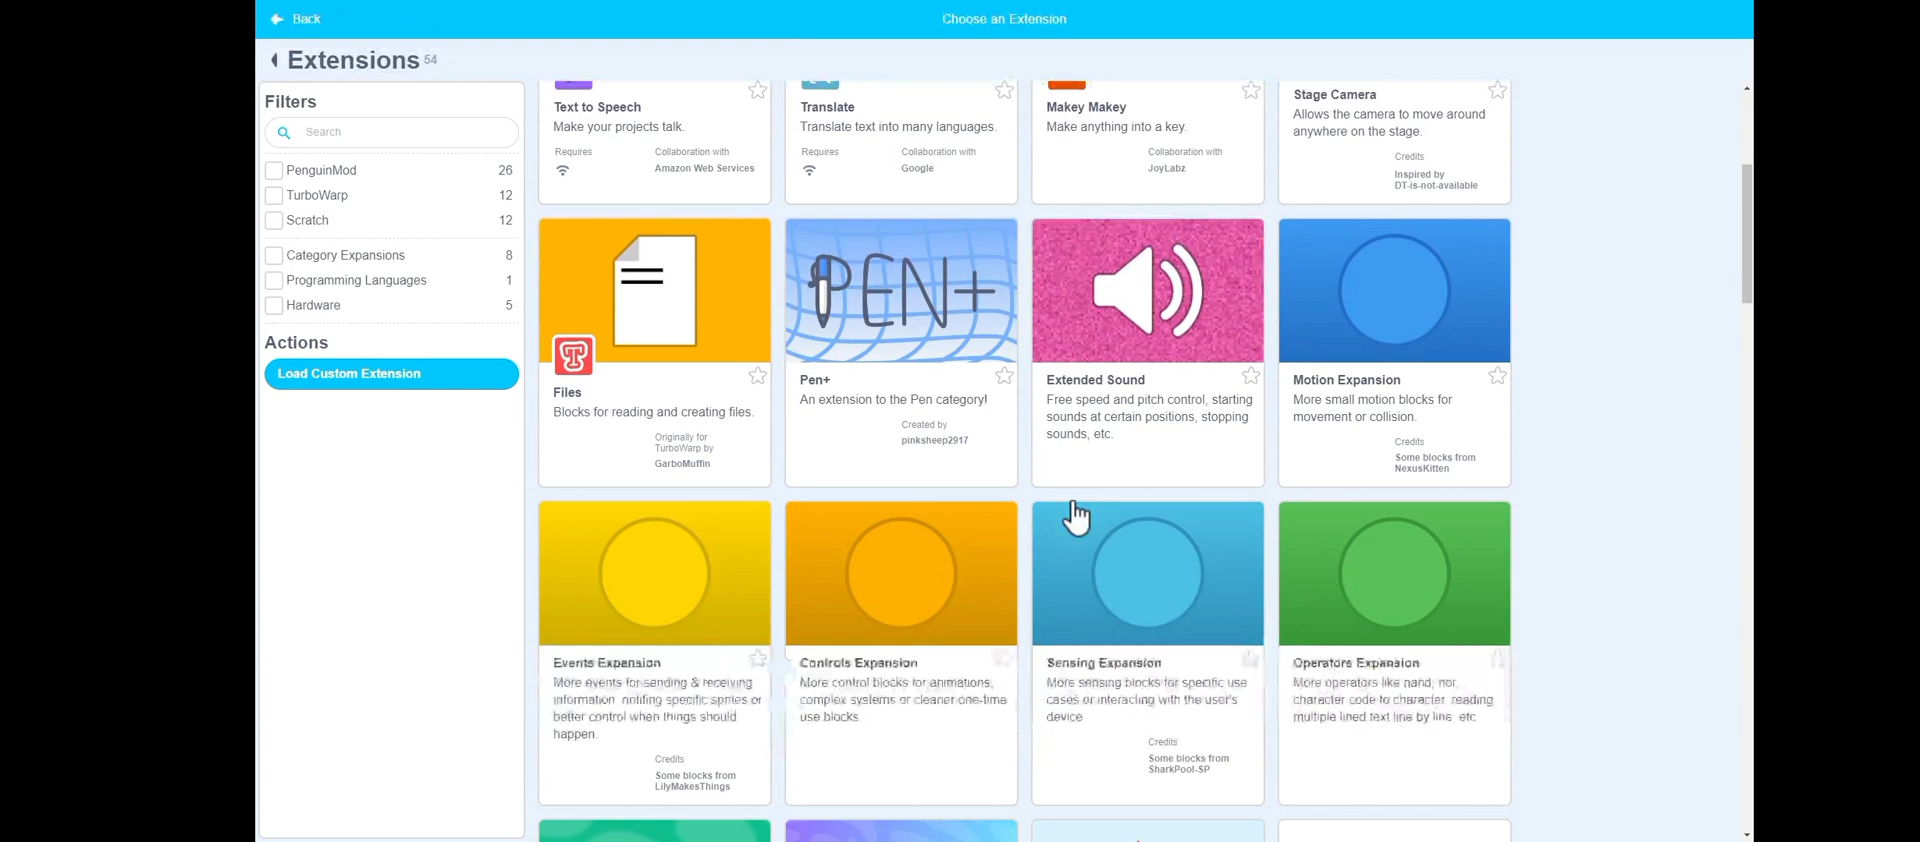 Back
Choose an Extension
Extensions 54
Filters
Search
PenguinMod 26
TurboWarp 12
Scratch 12
Category Expansions 8
Programming Languages 1
Hardware 5
Actions
Load Custom Extension
Text to Speech
Make your projects talk.
Requires
Collaboration with
Amazon Web Services
Translate
Translate text into many languages.
Requires
Collaboration with
Google
Makey Makey
Make anything into a key.
Collaboration with
JoyLabz
Stage Camera
Allows the camera to move around
anywhere on the stage.
Credits
Inspired by
DT-is-not-available
Files
Blocks for reading and creating files.
Originally for
TurboWarp by
GarboMuffin
PEN+
Pen+
An extension to the Pen category!
Created by
pinksheep2917
Extended Sound
Free speed and pitch control, starting
sounds at certain positions, stopping
sounds, etc.
Motion Expansion
More small motion blocks for
movement or collision.
Credits
Some blocks from
NexusKitten
Events Expansion
More events for sending & receiving
information, notifing specific sprites or
better control when things should
happen.
Credits
Some blocks from
LilyMakesThings
Controls Expansion
More control blocks for animations,
complex systems or cleaner one-time
use blocks.
Sensing Expansion
More sensing blocks for specific use
cases or interacting with the user's
device
Credits
Some blocks from
SharkPool-SP
Operators Expansion
More operators like nand, nor,
character code to character, reading
multiple lined text line by line, etc